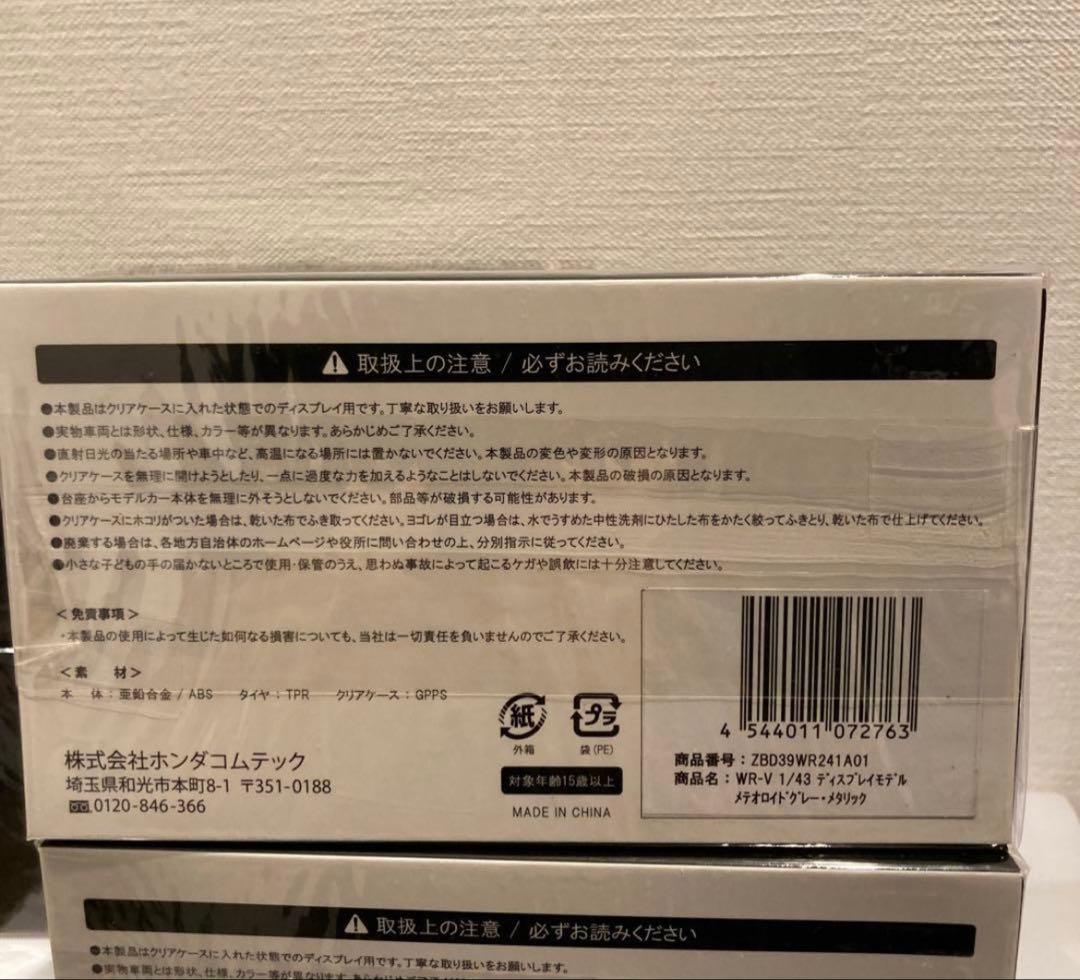 ⚠ 取扱上の注意 / 必ずお読みください
●本製品はクリアケースに入れた状態でのディスプレイ用です。丁寧な取り扱いをお願いします。
●実物車両とは形状、仕様、カラー等が異なります。あらかじめご了承ください。
●直射日光の当たる場所や車中など、高温になる場所には置かないでください。本製品の変色や変形の原因となります。
●クリアケースを無理に開けようとしたり、一点に過度な力を加えるようなことはしないでください。本製品の破損の原因となります。
●台座からモデルカー本体を無理に外そうとしないでください。部品等が破損する可能性があります。
●クリアケースにホコリがついた場合は、乾いた布でふき取ってください。ヨゴレが目立つ場合は、水でうすめた中性洗剤にひたした布をかたく絞ってふきとり、乾いた布で仕上げてください。
●廃棄する場合は、各地方自治体のホームページや役所に問い合わせの上、分別指示に従ってください。
●小さな子どもの手の届かないところで使用・保管のうえ、思わぬ事故によって起こるケガや誤飲には十分注意してください。
<免責事項>
・本製品の使用によって生じた如何なる損害についても、当社は一切責任を負いませんのでご了承ください。
<素 材>
本 体：亜鉛合金 / ABS タイヤ：TPR クリアケース：GPPS
株式会社ホンダコムテック
埼玉県和光市本町8-1 〒351-0188
0120-846-366
紙
外箱
プラ
袋(PE)
対象年齢15歳以上
MADE IN CHINA
4 544011 072763
商品番号：ZBD39WR241A01
商品名：WR-V 1/43 ディスプレイモデル
メテオロイドグレー・メタリック
⚠ 取扱上の注意 / 必ずお読みください
●本製品はクリアケースに入れた状態でのディスプレイ用です。丁寧な取り扱いをお願いします。
●実物車両とは形状、仕様、カラー等が異なります。あらかじめご了承ください。